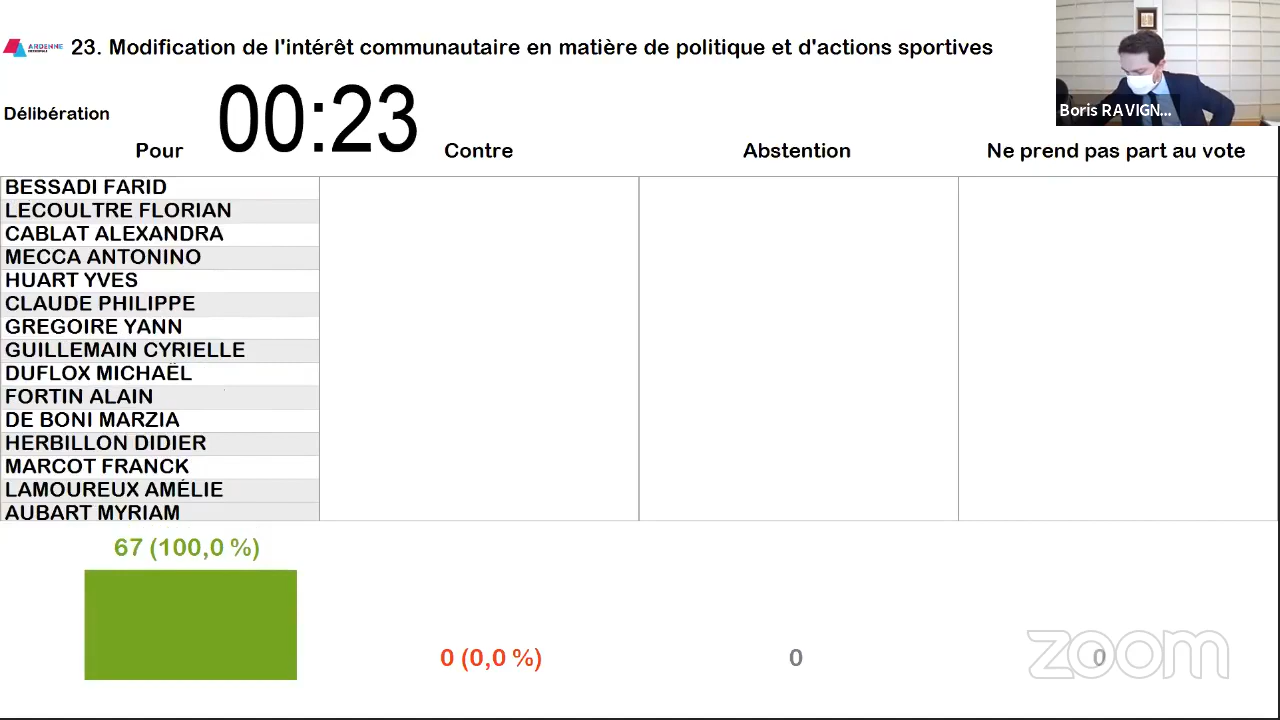 ARDENNE
MÉTROPOLE
23. Modification de l'intérêt communautaire en matière de politique et d'actions sportives
Boris RAVIGN...
Délibération
00:23
Pour
Contre
Abstention
Ne prend pas part au vote
BESSADI FARID
LECOULTRE FLORIAN
CABLAT ALEXANDRA
MECCA ANTONINO
HUART YVES
CLAUDE PHILIPPE
GREGOIRE YANN
GUILLEMAIN CYRIELLE
DUFLOX MICHAËL
FORTIN ALAIN
DE BONI MARZIA
HERBILLON DIDIER
MARCOT FRANCK
LAMOUREUX AMÉLIE
AUBART MYRIAM
67 (100,0 %)
0 (0,0 %)
0
0
zoom